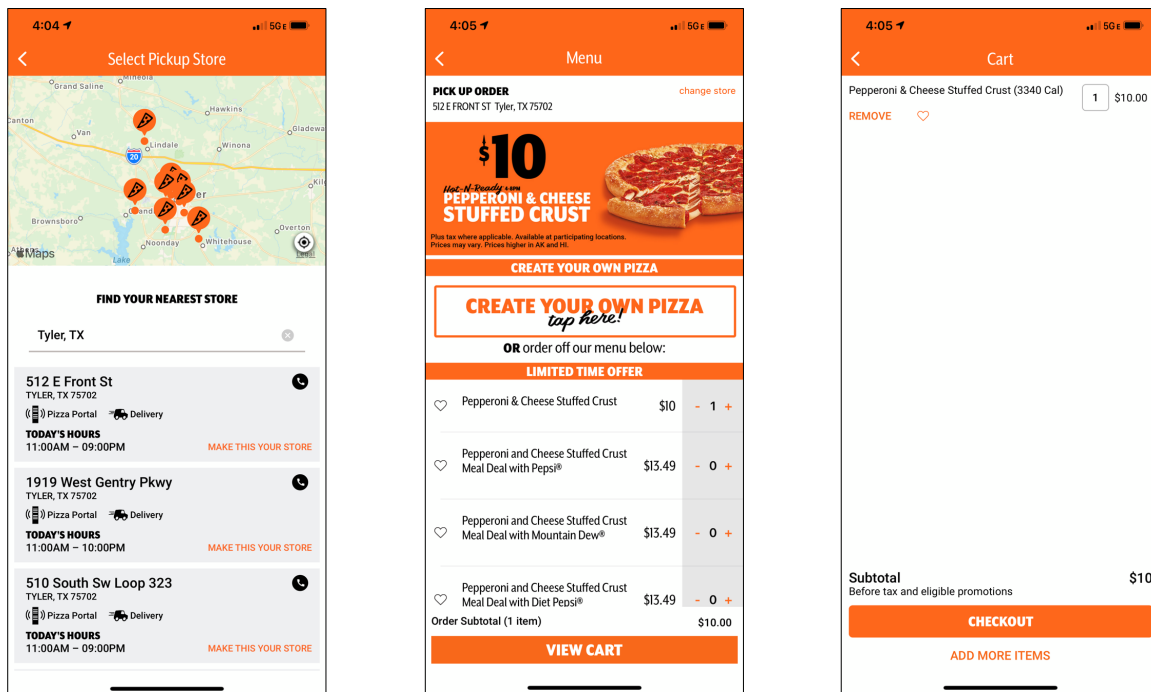 4:04
5G E
Select Pickup Store
Mineola
Grand Saline
Canton
Hawkins
Van
Gladewa
Lindale
Winona
20
er
Brownsboro
Overton
Noonday
Whitehouse
Maps
Lake
Legal
FIND YOUR NEAREST STORE
Tyler, TX
512 E Front St
TYLER, TX 75702
Pizza Portal Delivery
TODAY'S HOURS
11:00AM – 09:00PM MAKE THIS YOUR STORE
1919 West Gentry Pkwy
TYLER, TX 75702
Pizza Portal Delivery
TODAY'S HOURS
11:00AM – 10:00PM MAKE THIS YOUR STORE
510 South Sw Loop 323
TYLER, TX 75702
Pizza Portal Delivery
TODAY'S HOURS
11:00AM – 09:00PM MAKE THIS YOUR STORE
4:05
5G E
Menu
PICK UP ORDER change store
512 E FRONT ST Tyler, TX 75702
$10
Hot-N-Ready 4-8PM
PEPPERONI & CHEESE
STUFFED CRUST
Plus tax where applicable. Available at participating locations.
Prices may vary. Prices higher in AK and HI.
CREATE YOUR OWN PIZZA
CREATE YOUR OWN PIZZA
tap here!
OR order off our menu below:
LIMITED TIME OFFER
Pepperoni & Cheese Stuffed Crust $10 - 1 +
Pepperoni and Cheese Stuffed Crust
Meal Deal with Pepsi® $13.49 - 0 +
Pepperoni and Cheese Stuffed Crust
Meal Deal with Mountain Dew® $13.49 - 0 +
Pepperoni and Cheese Stuffed Crust
Meal Deal with Diet Pepsi® $13.49 - 0 +
Order Subtotal (1 item) $10.00
VIEW CART
4:05
5G E
Cart
Pepperoni & Cheese Stuffed Crust (3340 Cal) 1 $10.00
REMOVE
Subtotal $10
Before tax and eligible promotions
CHECKOUT
ADD MORE ITEMS